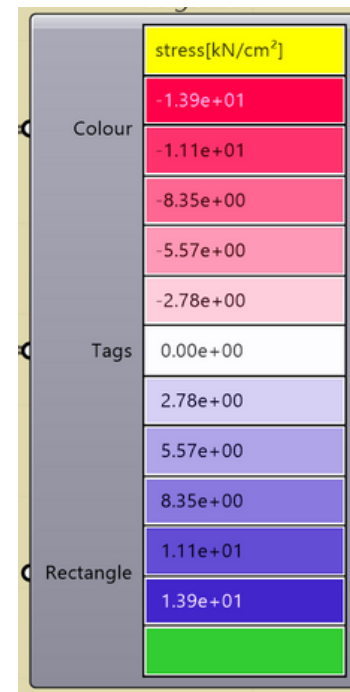 stress[kN/cm²]
-1.39e+01
Colour
-1.11e+01
-8.35e+00
-5.57e+00
-2.78e+00
Tags
0.00e+00
2.78e+00
5.57e+00
8.35e+00
1.11e+01
Rectangle
1.39e+01